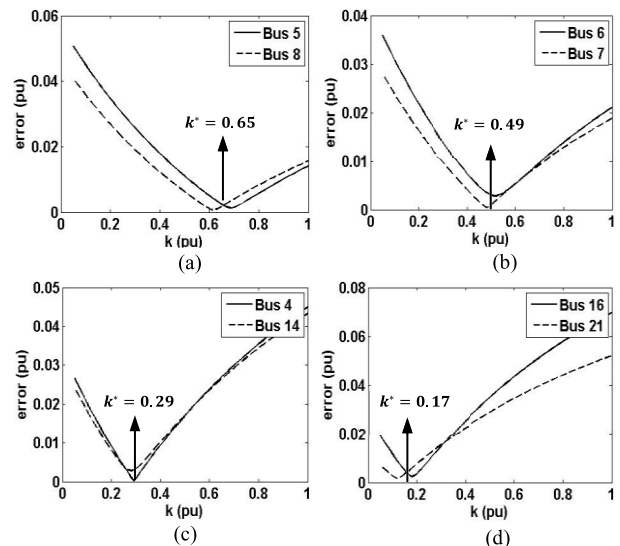 0.06
0.04
0.02
0
error (pu)
Bus 5
Bus 8
k* = 0.65
0 0.2 0.4 0.6 0.8 1
k (pu)
(a)
0.04
0.03
0.02
0.01
0
error (pu)
Bus 6
Bus 7
k* = 0.49
0 0.2 0.4 0.6 0.8 1
k (pu)
(b)
0.05
0.04
0.03
0.02
0.01
0
error (pu)
Bus 4
Bus 14
k* = 0.29
0 0.2 0.4 0.6 0.8 1
k (pu)
(c)
0.08
0.06
0.04
0.02
0
error (pu)
Bus 16
Bus 21
k* = 0.17
0 0.2 0.4 0.6 0.8 1
k (pu)
(d)